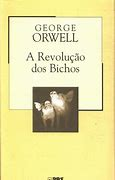 GEORGE
ORWELL
A Revolução
dos Bichos